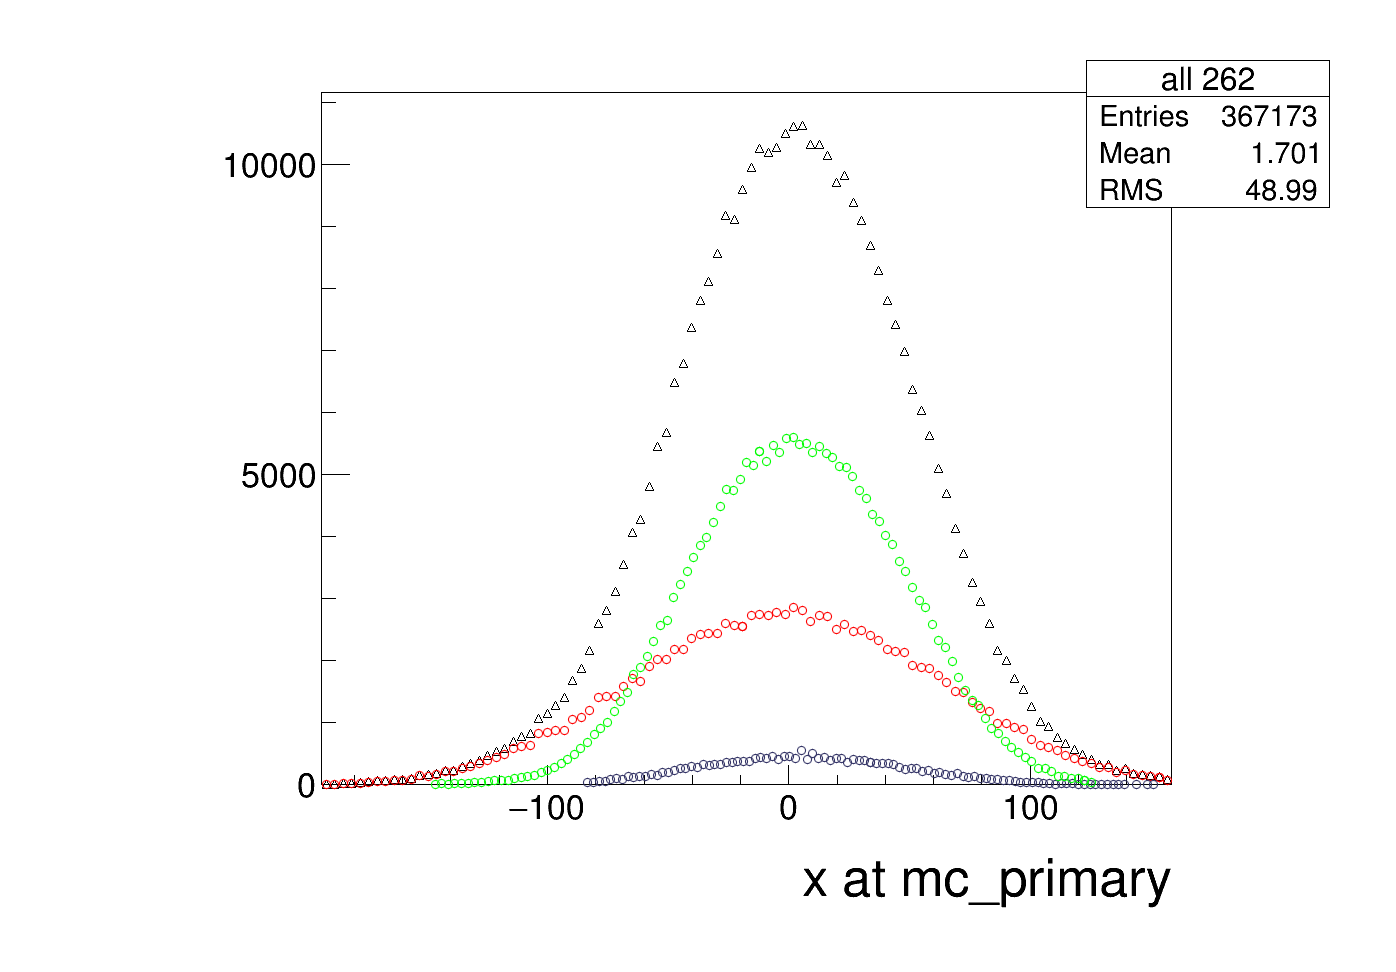 all 262
Entries 367173
Mean 1.701
RMS 48.99
10000
5000
0
−100 0 100
x at mc_primary